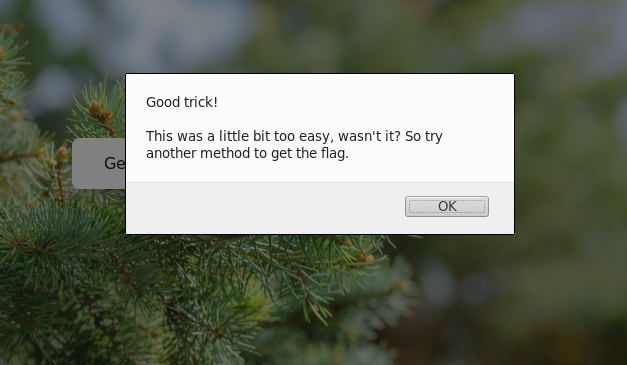 Good trick!
This was a little bit too easy, wasn't it? So try
another method to get the flag.
Ge
OK